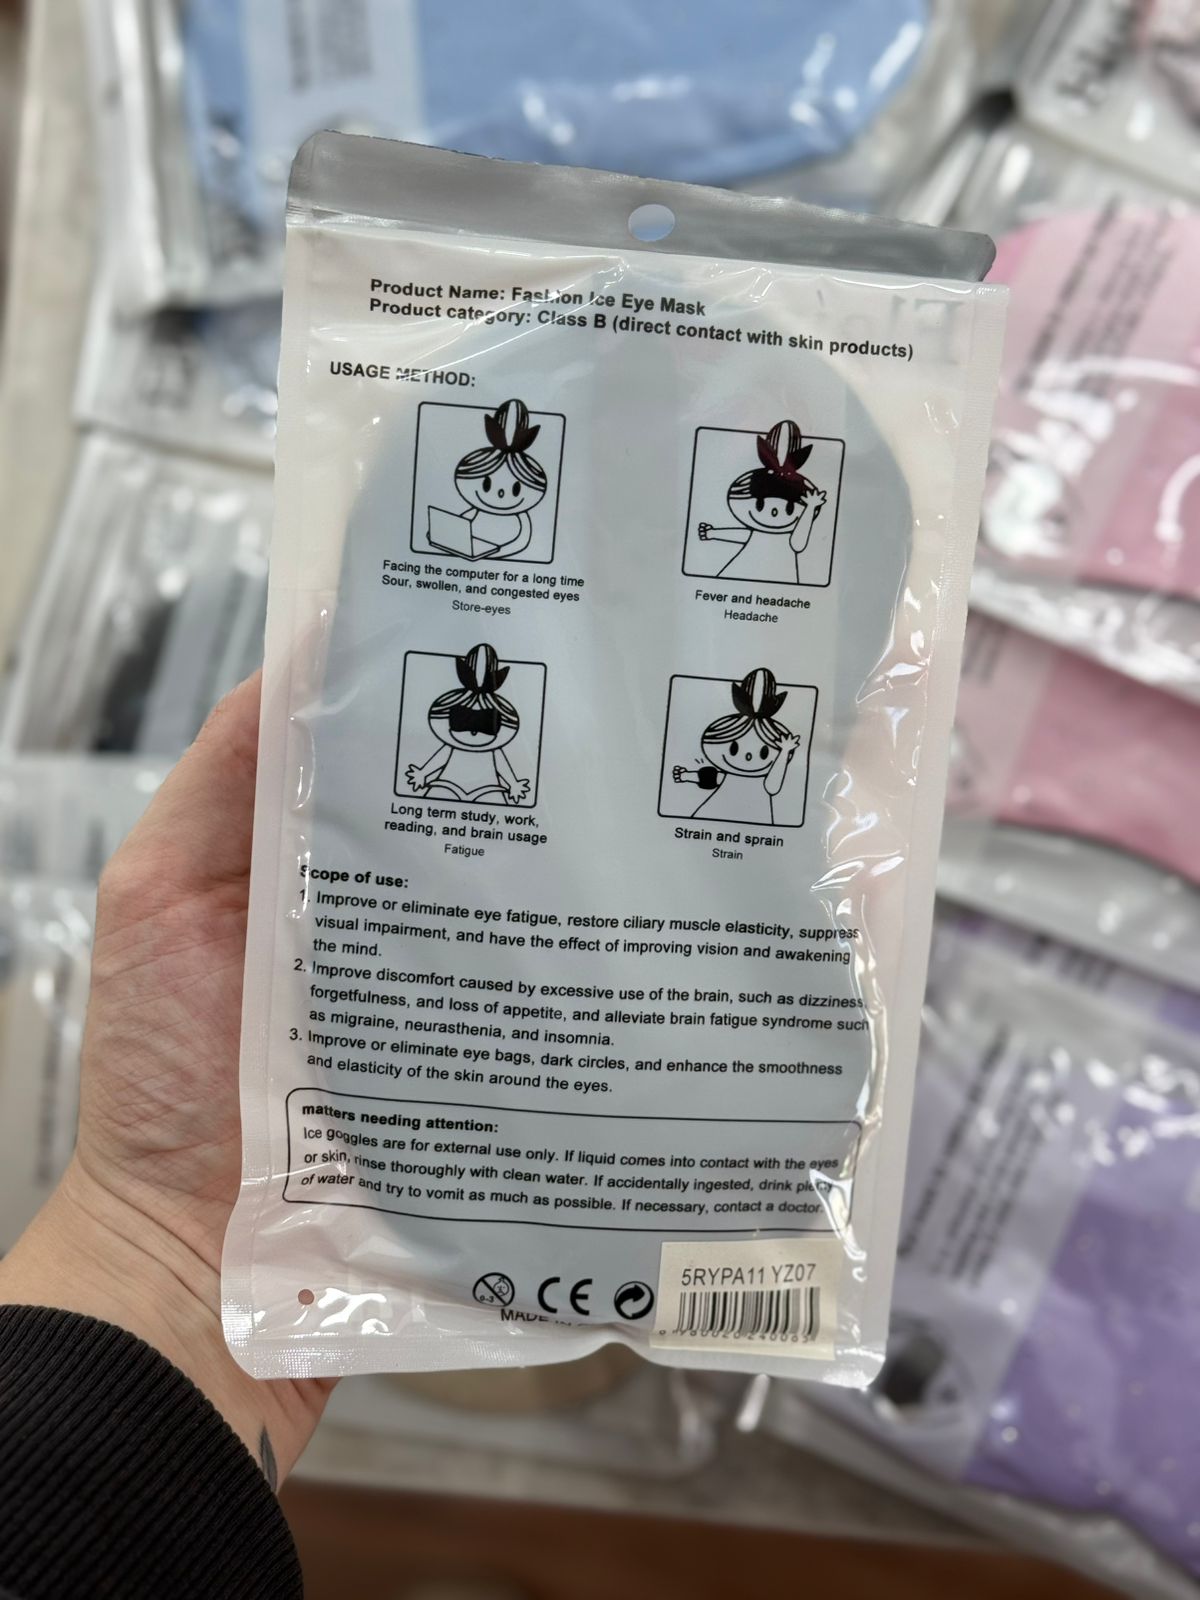 Product Name: Fashion Ice Eye Mask
Product category: Class B (direct contact with skin products)
USAGE METHOD:
Facing the computer for a long time
Sour, swollen, and congested eyes
Store-eyes
Fever and headache
Headache
Long term study, work,
reading, and brain usage
Fatigue
Strain and sprain
Strain
Scope of use:
1. Improve or eliminate eye fatigue, restore ciliary muscle elasticity, suppress
visual impairment, and have the effect of improving vision and awakening
the mind.
2. Improve discomfort caused by excessive use of the brain, such as dizziness,
forgetfulness, and loss of appetite, and alleviate brain fatigue syndrome such
as migraine, neurasthenia, and insomnia.
3. Improve or eliminate eye bags, dark circles, and enhance the smoothness
and elasticity of the skin around the eyes.
matters needing attention:
Ice goggles are for external use only. If liquid comes into contact with the eyes
or skin, rinse thoroughly with clean water. If accidentally ingested, drink plenty
of water and try to vomit as much as possible. If necessary, contact a doctor.
0-3
CE
MADE IN
5RYPA11 YZ07